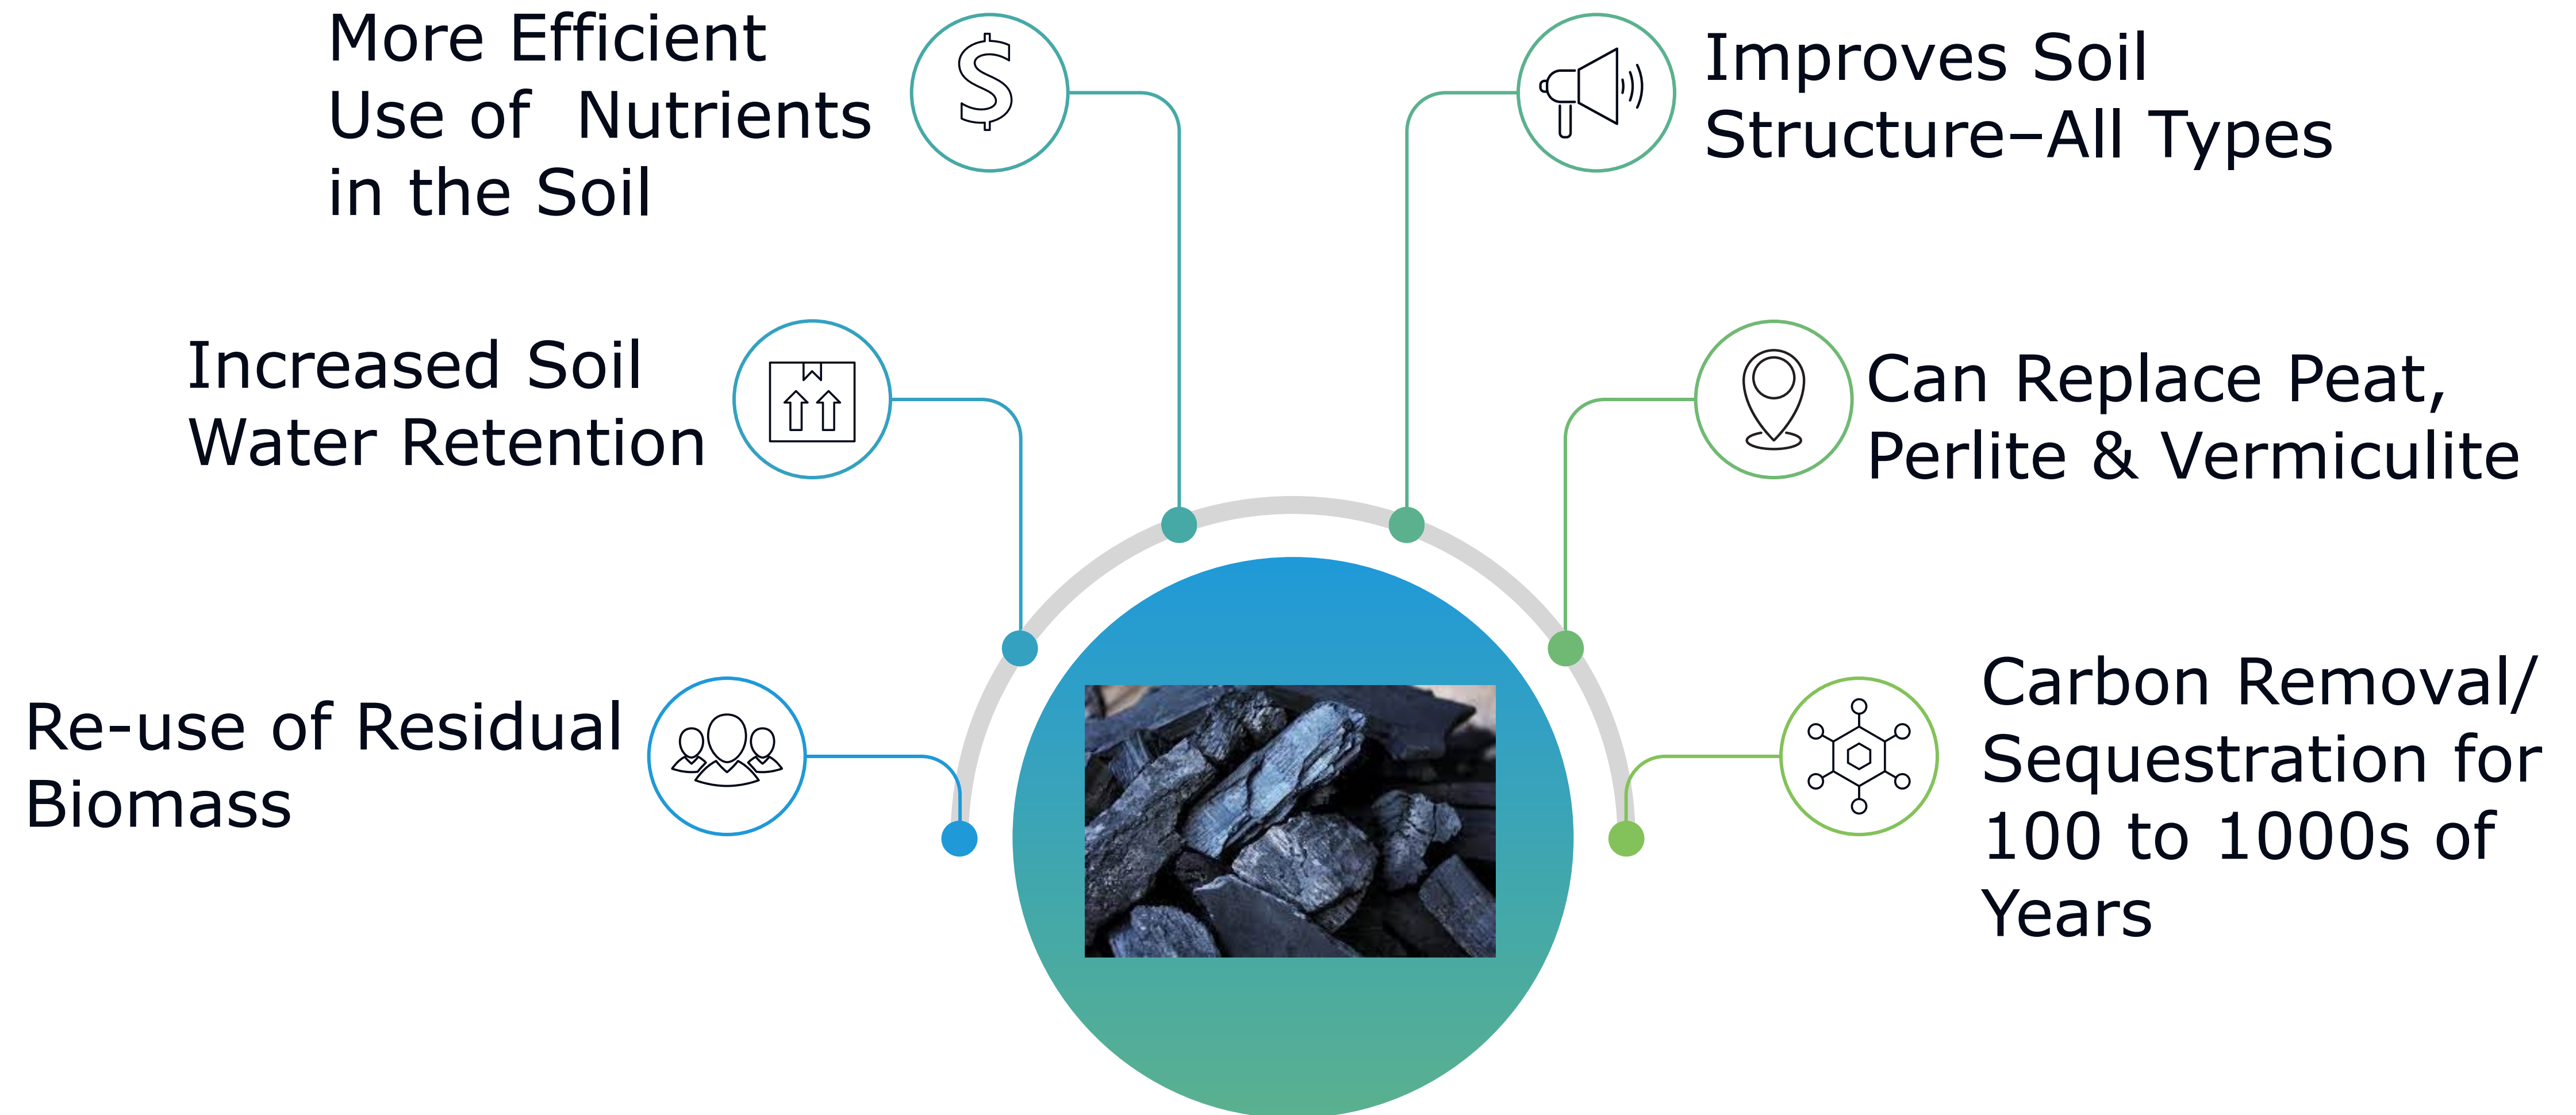 More Efficient
Use of  Nutrients
in the Soil
Improves Soil
Structure–All Types
Increased Soil
Water Retention
Can Replace Peat,
Perlite & Vermiculite
Re-use of Residual
Biomass
Carbon Removal/
Sequestration for
100 to 1000s of
Years